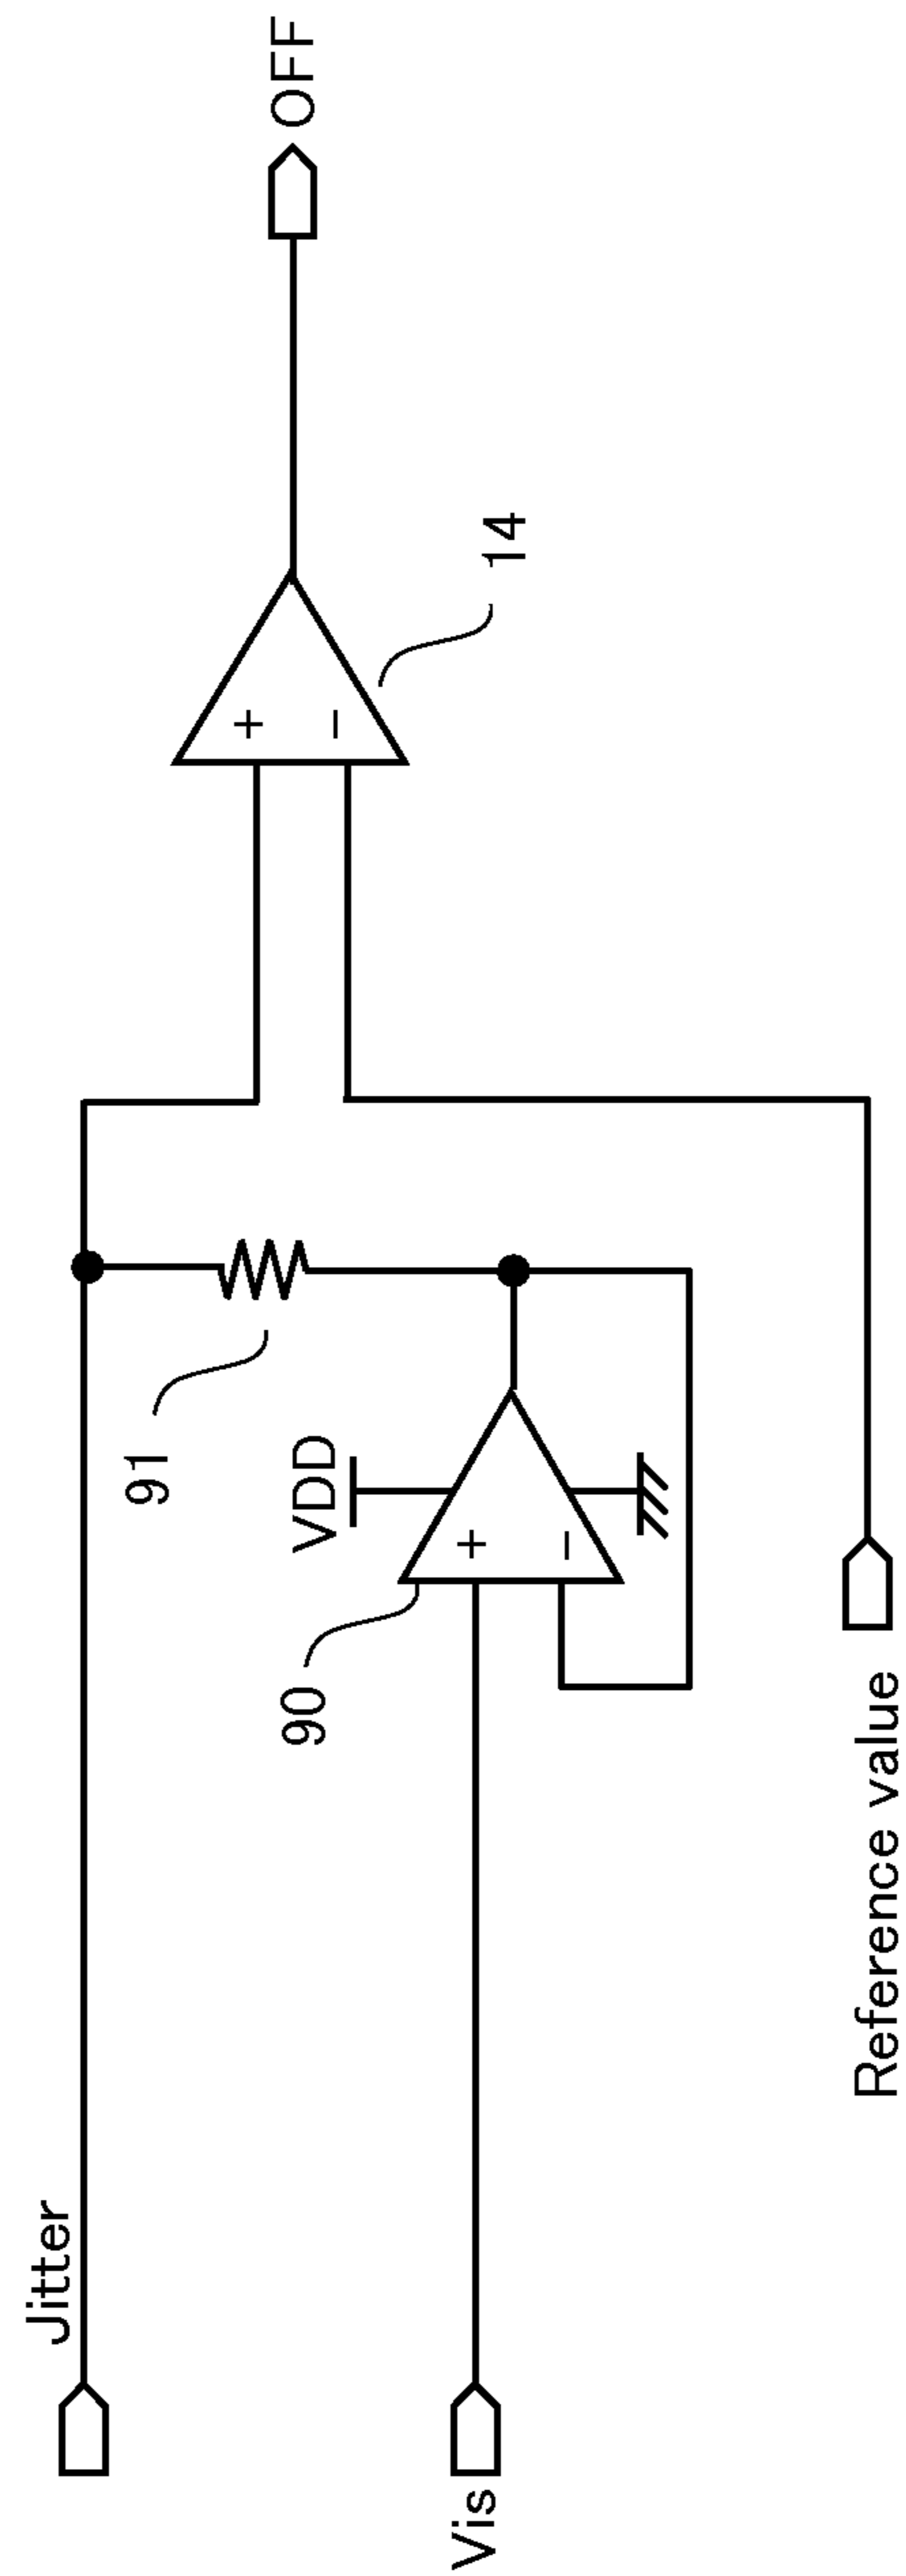 Jitter
Vis
Reference value
90
91
VDD
+
−
+
−
14
OFF